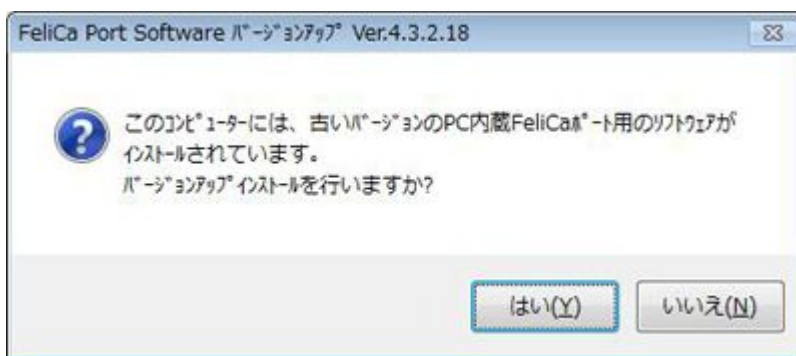 FeliCa Port Software ﾊﾞｰｼﾞｮﾝｱｯﾌﾟ Ver.4.3.2.18
このｺﾝﾋﾟｭｰﾀｰには、古いﾊﾞｰｼﾞｮﾝのPC内蔵FeliCaﾎﾟｰﾄ用のｿﾌﾄｳｪｱが
ｲﾝｽﾄｰﾙされています。
ﾊﾞｰｼﾞｮﾝｱｯﾌﾟｲﾝｽﾄｰﾙを行いますか?
はい(Y)
いいえ(N)